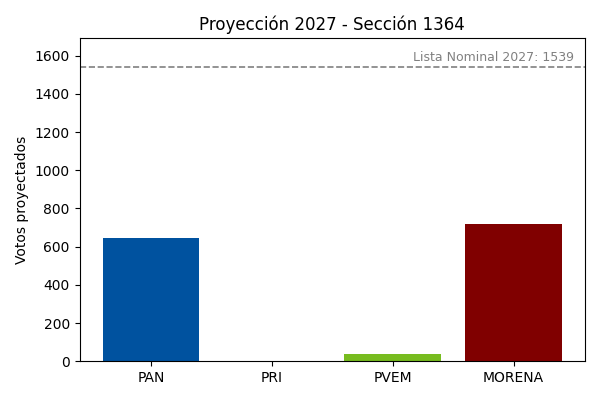 Proyección 2027 - Sección 1364
Lista Nominal 2027: 1539
Votos proyectados
1600
1400
1200
1000
800
600
400
200
0
PAN
PRI
PVEM
MORENA